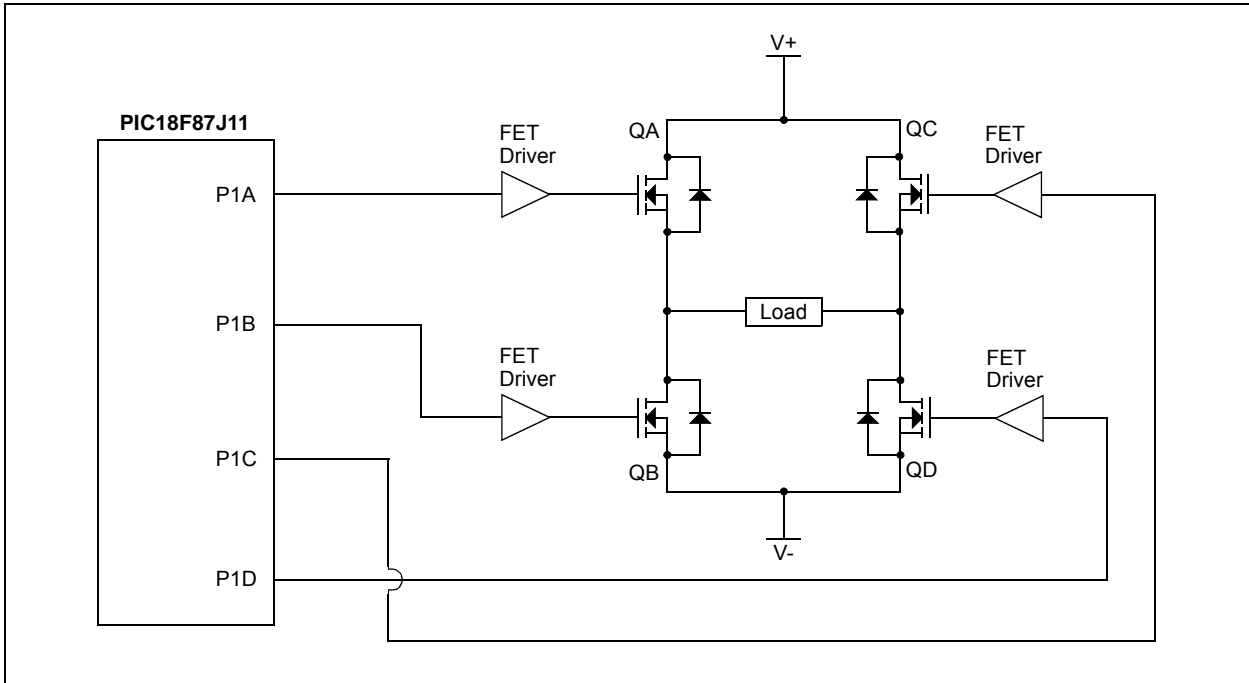 V+
PIC18F87J11
FET
Driver
QA
QC
FET
Driver
P1A
P1B
Load
FET
Driver
FET
Driver
P1C
QB
QD
V-
P1D